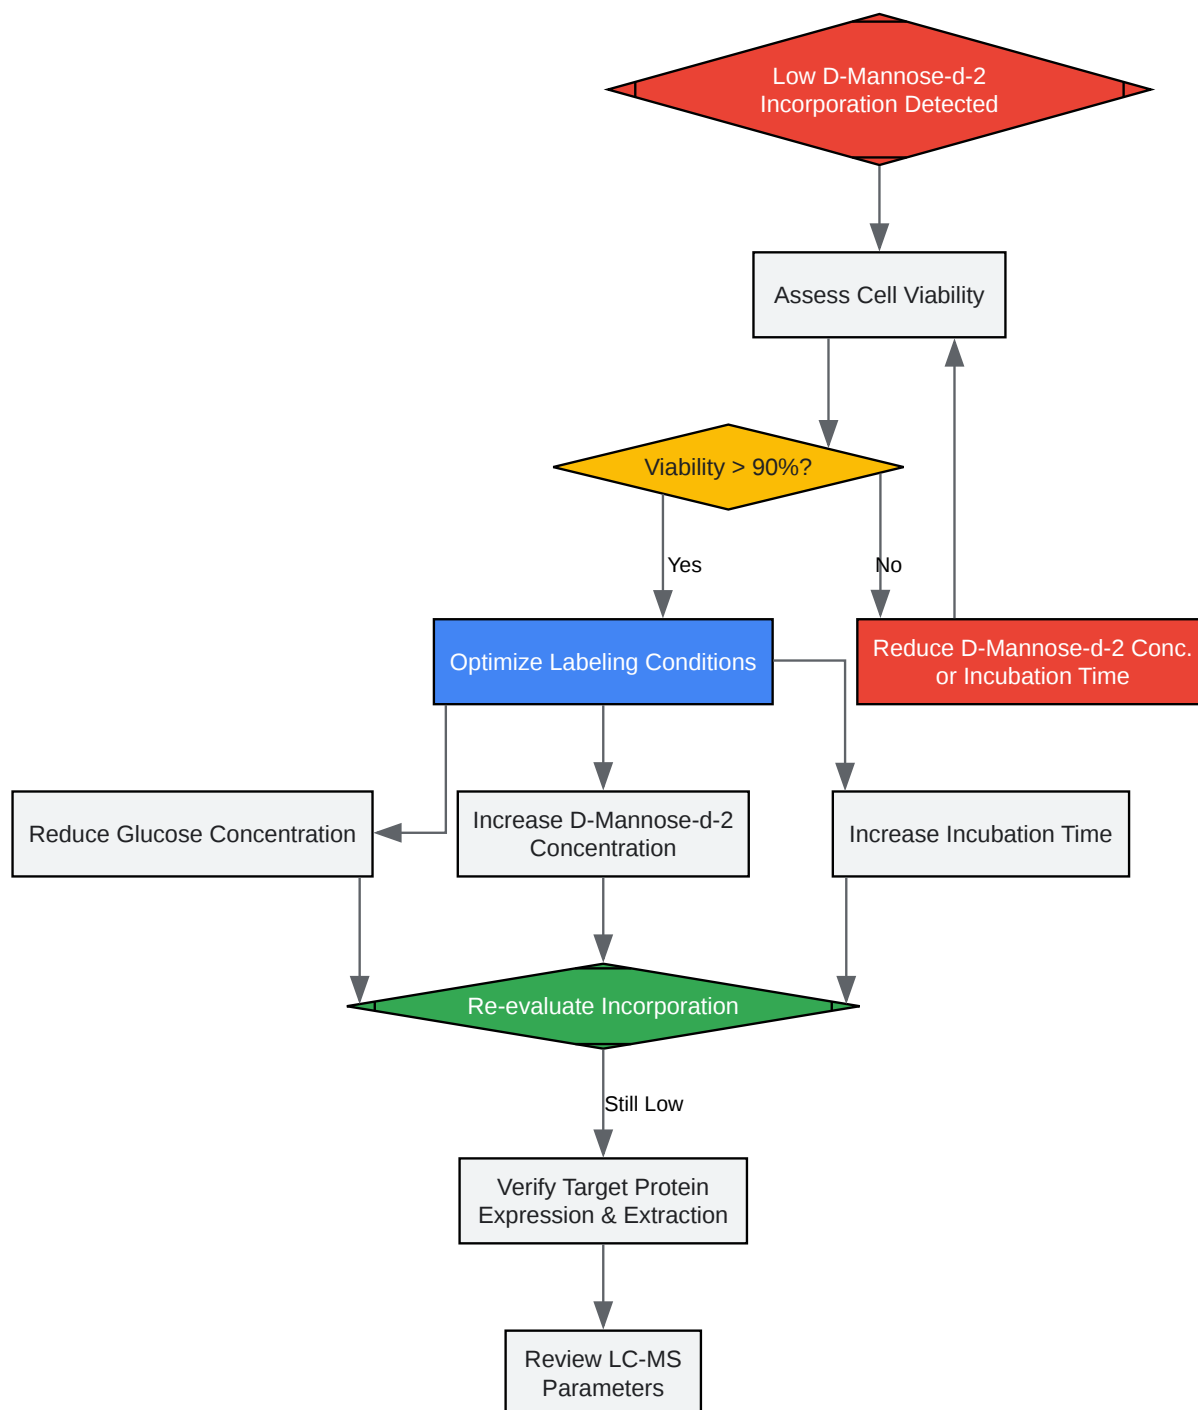 Low D-Mannose-d-2
Incorporation Detected
Assess Cell Viability
Viability > 90%?
Yes
No
Optimize Labeling Conditions
Reduce D-Mannose-d-2 Conc.
or Incubation Time
Reduce Glucose Concentration
Increase D-Mannose-d-2
Concentration
Increase Incubation Time
Re-evaluate Incorporation
Still Low
Verify Target Protein
Expression & Extraction
Review LC-MS
Parameters